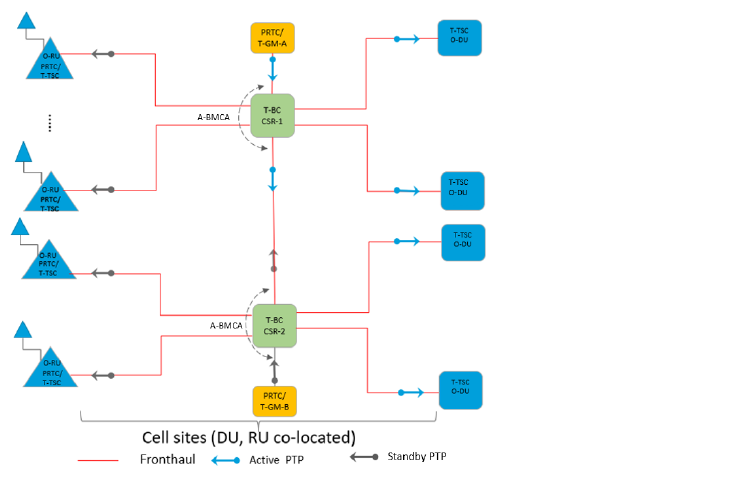 PRTC/
T-GM-A
T-TSC
O-DU
O-RU
PRTC/
T-TSC
T-BC
CSR-1
A-BMCA
O-RU
PRTC/
T-TSC
T-TSC
O-DU
T-TSC
O-DU
O-RU
PRTC/
T-TSC
T-BC
CSR-2
A-BMCA
O-RU
PRTC/
T-TSC
T-TSC
O-DU
PRTC/
T-GM-B
Cell sites (DU, RU co-located)
Fronthaul
Active PTP
Standby PTP